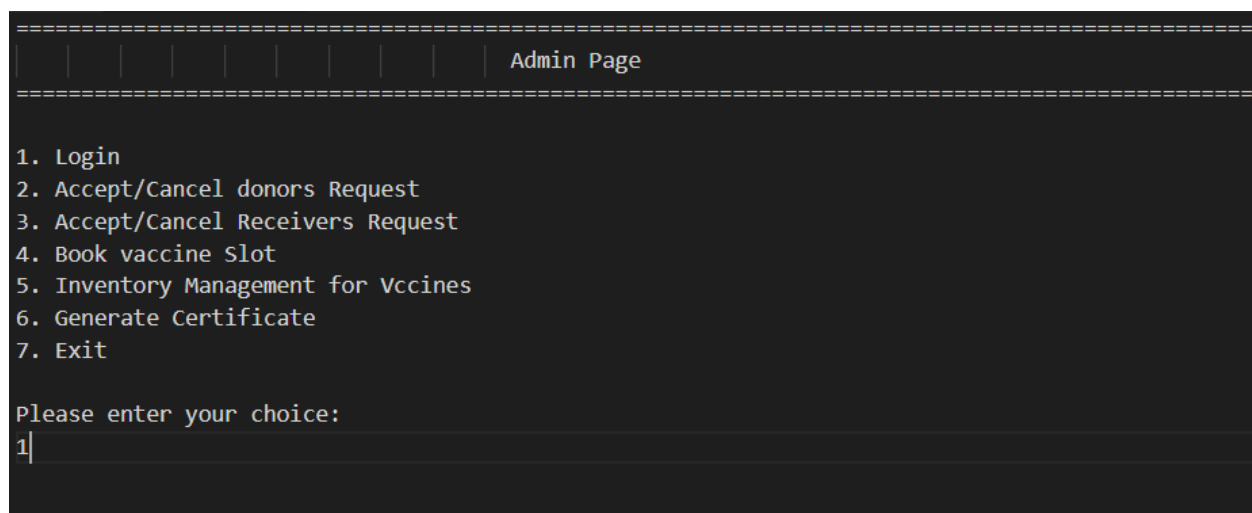 ================================================================================================
Admin Page
================================================================================================
1. Login
2. Accept/Cancel donors Request
3. Accept/Cancel Receivers Request
4. Book vaccine Slot
5. Inventory Management for Vccines
6. Generate Certificate
7. Exit
Please enter your choice:
1